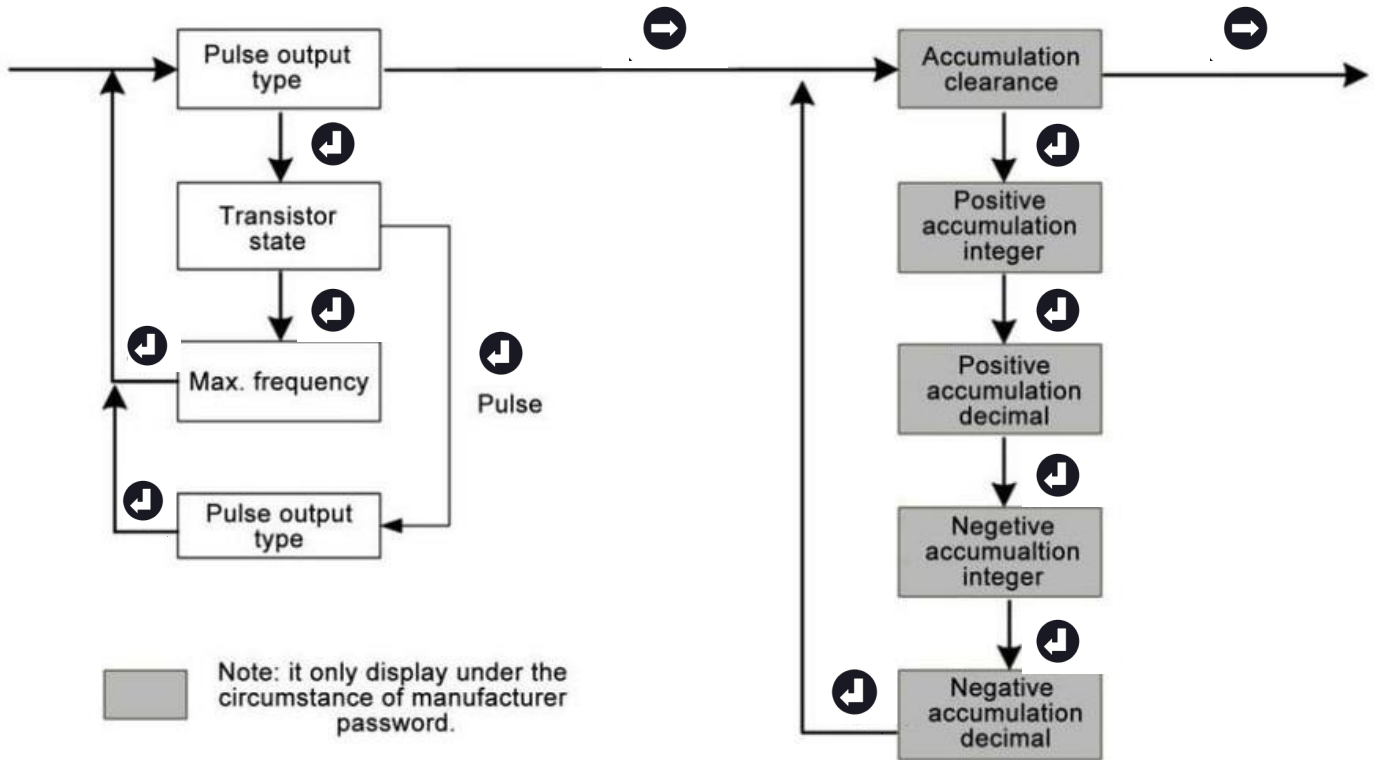 Pulse output
type
Transistor
state
Max. frequency
Pulse
Pulse output
type
Note: it only display under the
circumstance of manufacturer
password.
Accumulation
clearance
Positive
accumulation
integer
Positive
accumulation
decimal
Negetive
accumualtion
integer
Negative
accumulation
decimal